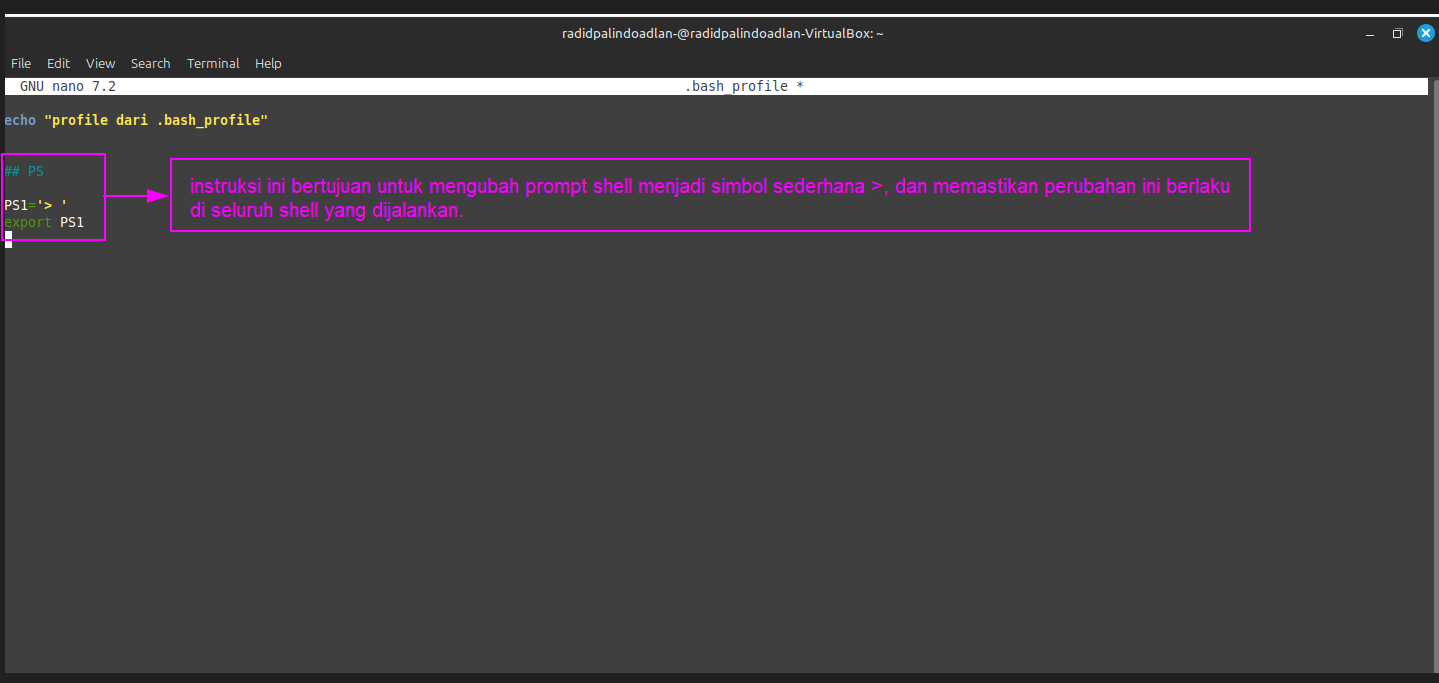 radidpalindoadlan-@radidpalindoadlan-VirtualBox: ~
File Edit View Search Terminal Help
GNU nano 7.2 .bash_profile *
echo "profile dari .bash_profile"
## PS
PS1='> '
export PS1
instruksi ini bertujuan untuk mengubah prompt shell menjadi simbol sederhana >, dan memastikan perubahan ini berlaku
di seluruh shell yang dijalankan.